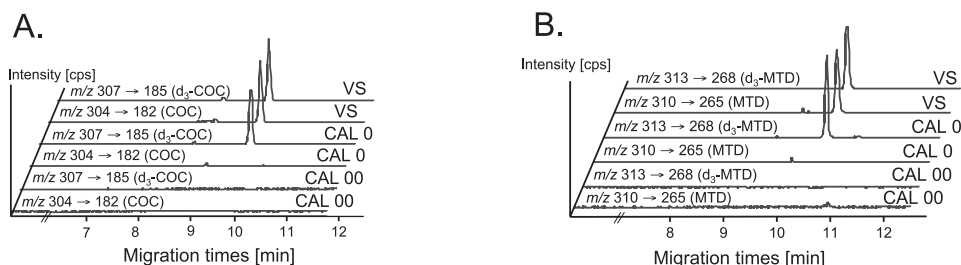 A.
Intensity [cps]
m/z 307 → 185 (d3-COC) VS
m/z 304 → 182 (COC) VS
m/z 307 → 185 (d3-COC) CAL 0
m/z 304 → 182 (COC) CAL 0
m/z 307 → 185 (d3-COC) CAL 00
m/z 304 → 182 (COC) CAL 00
7 8 9 10 11 12
Migration times [min]
B.
Intensity [cps]
m/z 313 → 268 (d3-MTD) VS
m/z 310 → 265 (MTD) VS
m/z 313 → 268 (d3-MTD) CAL 0
m/z 310 → 265 (MTD) CAL 0
m/z 313 → 268 (d3-MTD) CAL 00
m/z 310 → 265 (MTD) CAL 00
7 8 9 10 11 12
Migration times [min]